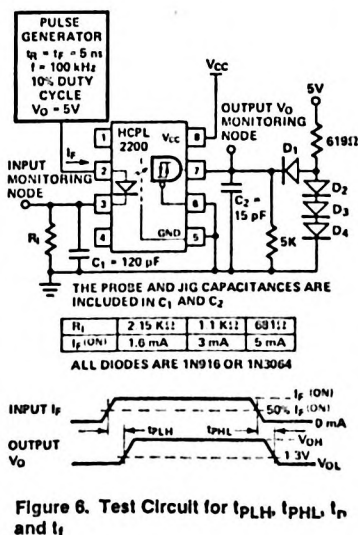 PULSE
GENERATOR
tR = tF = 5 ns
f = 100 kHz
10% DUTY
CYCLE
VO = 5V
VCC
OUTPUT VO
MONITORING
NODE
5V
619Ω
IF
HCPL
2200
VCC
GND
1
2
3
4
8
7
6
5
INPUT
MONITORING
NODE
D1
D2
D3
D4
C2 =
15 pF
5K
R1
C1 = 120 pF
THE PROBE AND JIG CAPACITANCES ARE
INCLUDED IN C1 AND C2
R1 2.15 KΩ 1.1 KΩ 681Ω
IF (ON) 1.6 mA 3 mA 5 mA
ALL DIODES ARE 1N916 OR 1N3064
INPUT IF
IF (ON)
50% IF (ON)
0 mA
tPLH
tPHL
OUTPUT
VO
VOH
1.3V
VOL
Figure 6. Test Circuit for tPLH, tPHL, tr,
and tf